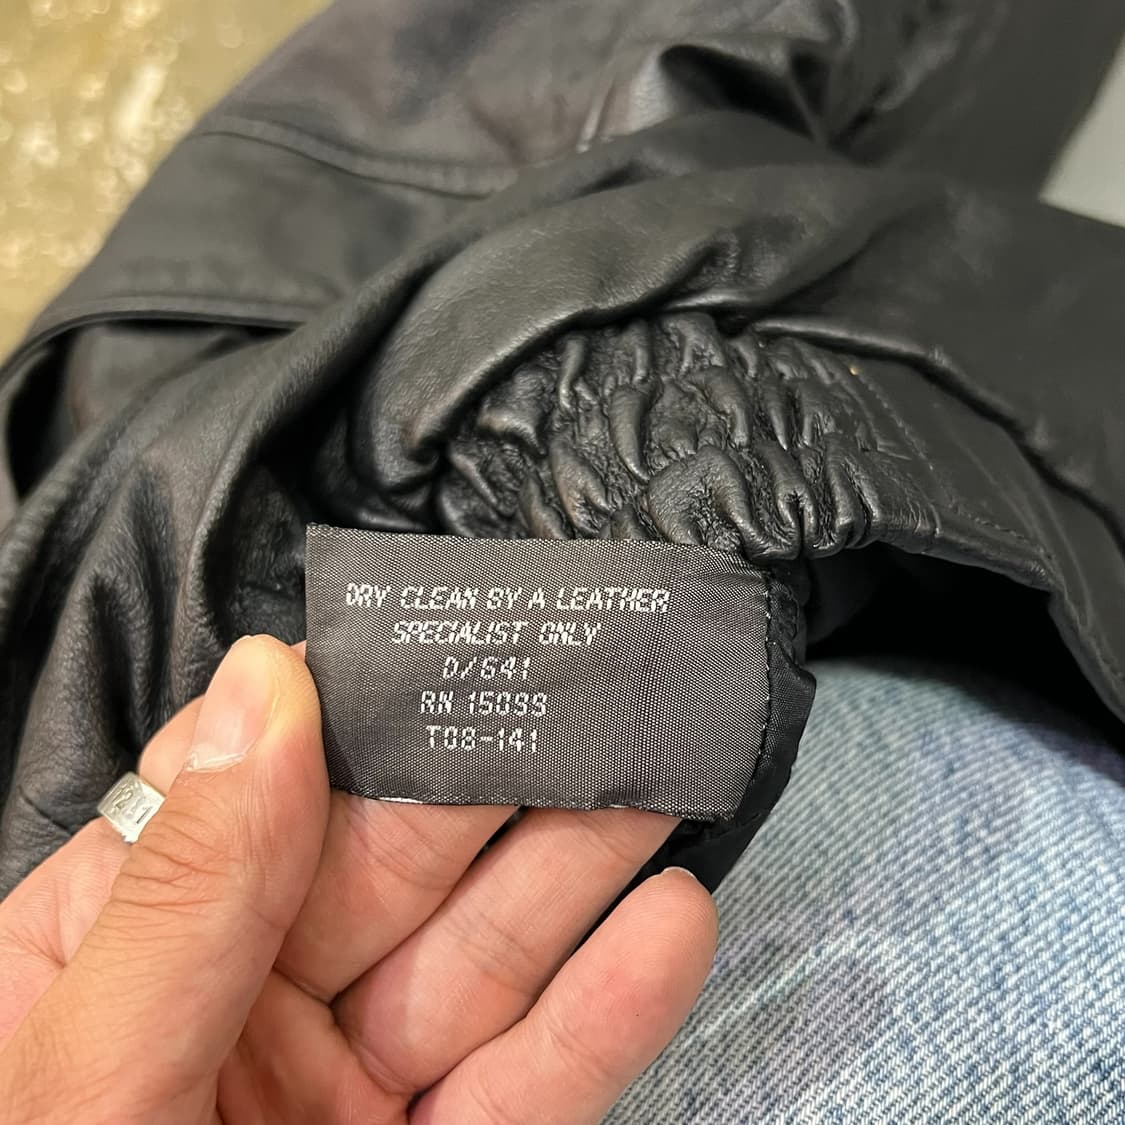 DRY CLEAN BY A LEATHER
SPECIALIST ONLY
D/641
RN 15099
T08-141